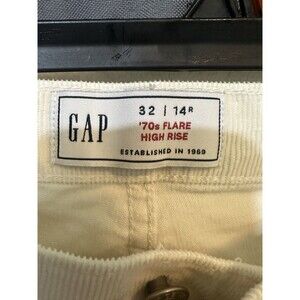 GAP
32 | 14R
'70s FLARE
HIGH RISE
ESTABLISHED IN 1969